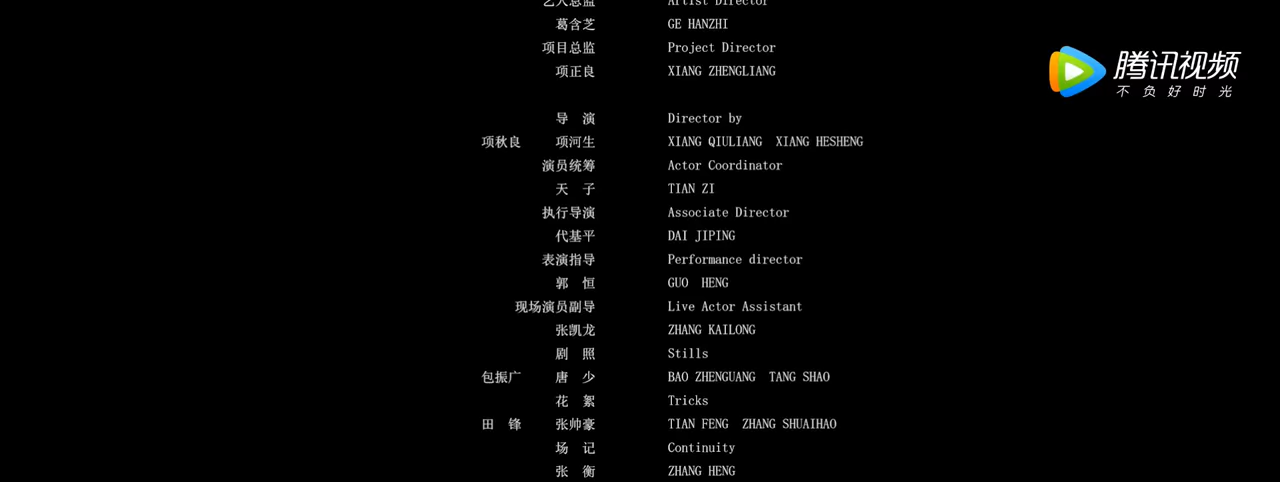 艺人总监 Artist Director
葛含芝 GE HANZHI
项目总监 Project Director
项正良 XIANG ZHENGLIANG
腾讯视频
不负好时光
导 演 Director by
项秋良 项河生 XIANG QIULIANG XIANG HESHENG
演员统筹 Actor Coordinator
天 子 TIAN ZI
执行导演 Associate Director
代基平 DAI JIPING
表演指导 Performance director
郭 恒 GUO HENG
现场演员副导 Live Actor Assistant
张凯龙 ZHANG KAILONG
剧 照 Stills
包振广 唐 少 BAO ZHENGUANG TANG SHAO
花 絮 Tricks
田 锋 张帅豪 TIAN FENG ZHANG SHUAIHAO
场 记 Continuity
张 衡 ZHANG HENG